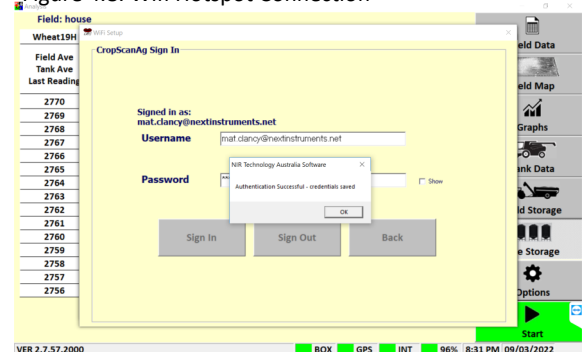 Figure 4.5: Wifi Hotspot Connection
Analysis
Field: house
Wheat19H
Field Ave
Tank Ave
Last Reading
2770
2769
2768
2767
2766
2765
2764
2763
2762
2761
2760
2759
2758
2757
2756
WiFi Setup
CropScanAg Sign In
Signed in as:
mat.clancy@nextinstruments.net
Username
mat.clancy@nextinstruments.net
Password
Show
NIR Technology Australia Software
Authentication Successful - credentials saved
OK
Sign In
Sign Out
Back
eld Data
eld Map
Graphs
ank Data
ld Storage
e Storage
Options
Start
VER 2.7.57.2000
BOX
GPS
INT
96%
8:31 PM 09/03/2022